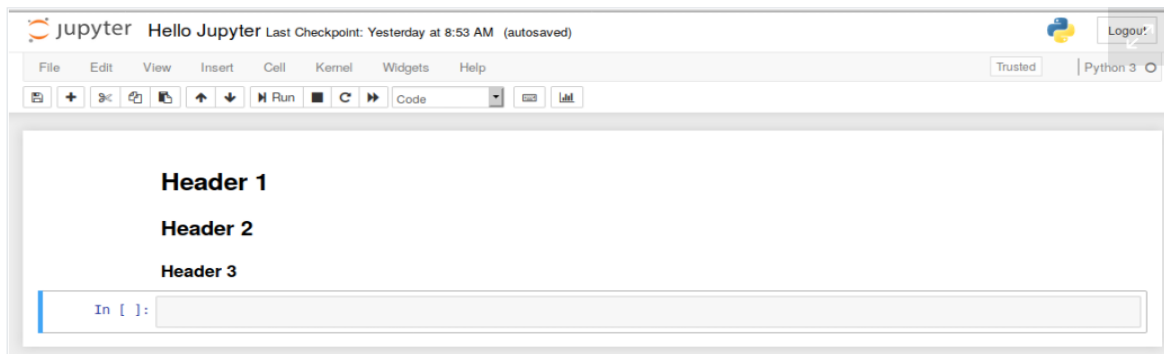 jupyter Hello Jupyter Last Checkpoint: Yesterday at 8:53 AM (autosaved) Logout
File Edit View Insert Cell Kernel Widgets Help Trusted Python 3
Run Code
Header 1
Header 2
Header 3
In [ ]: